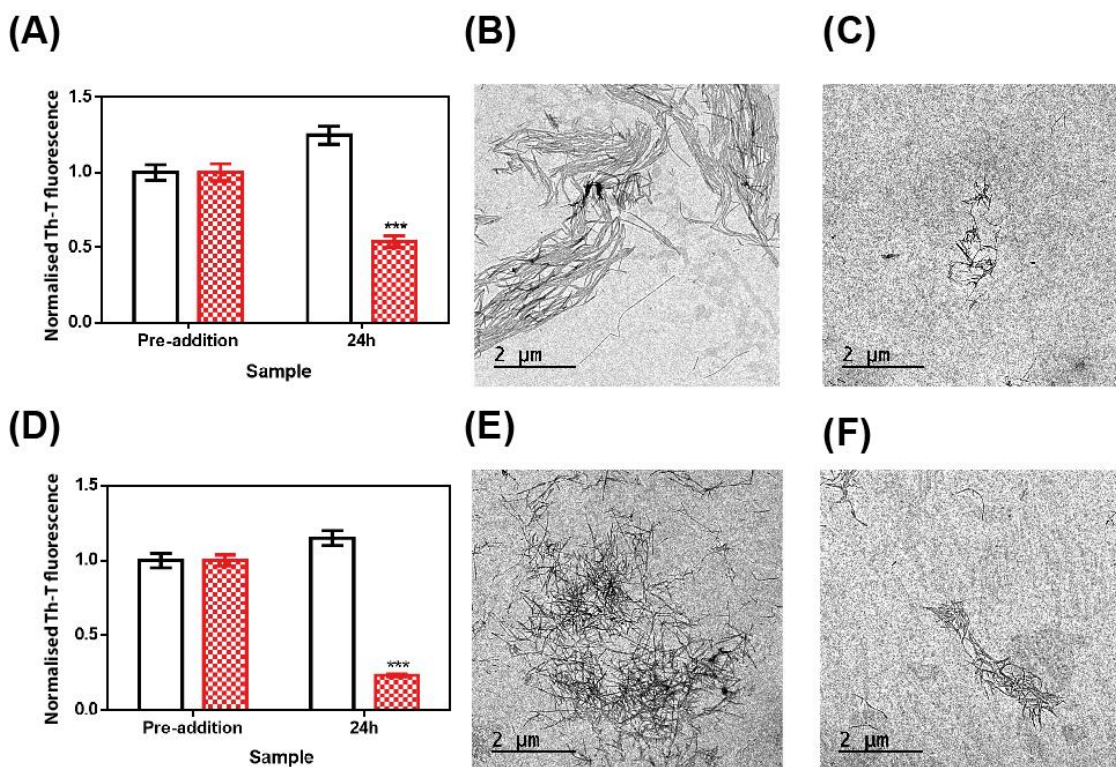 (A)
Normalised Th-T fluorescence
1.5
1.0
0.5
0.0
***
Pre-addition
24h
Sample
(B)
2 µm
(C)
2 µm
(D)
Normalised Th-T fluorescence
1.5
1.0
0.5
0.0
***
Pre-addition
24h
Sample
(E)
2 µm
(F)
2 µm